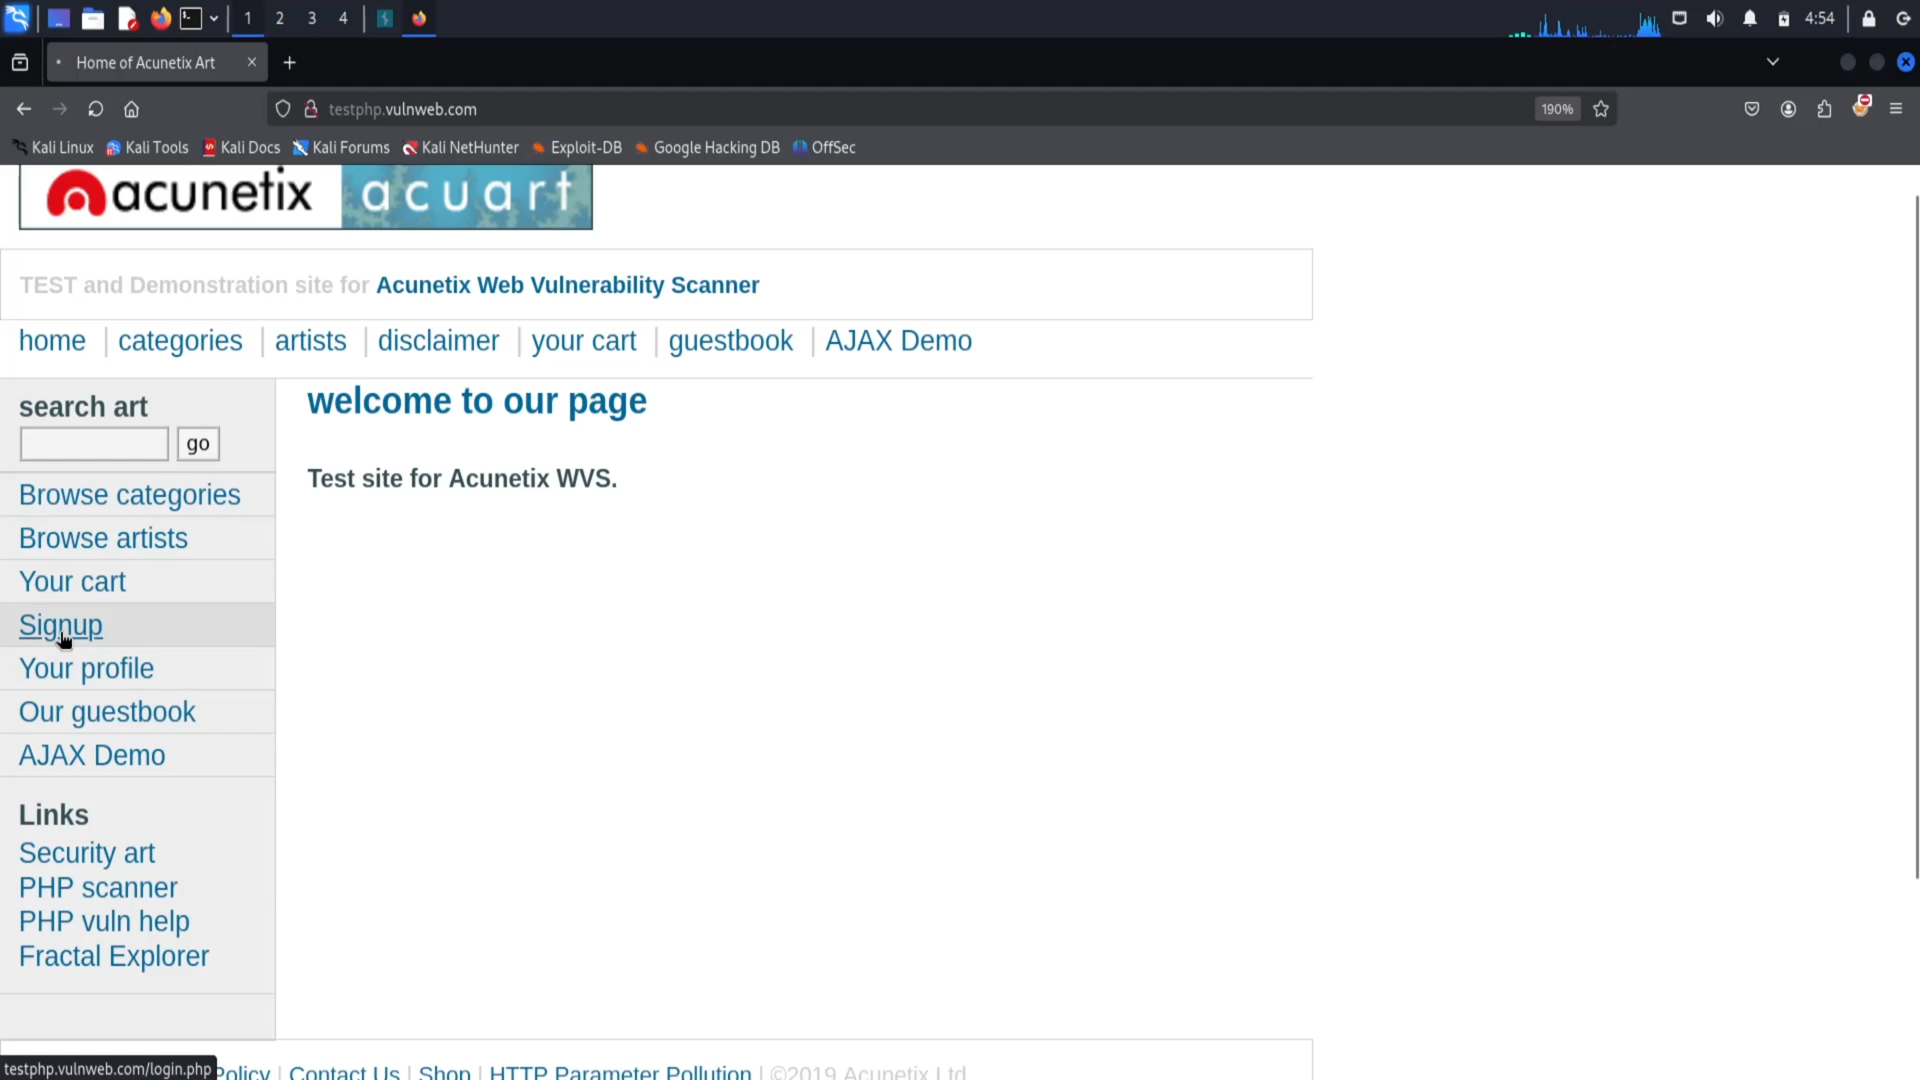 1 2 3 4 4:54
Home of Acunetix Art
testphp.vulnweb.com 190%
Kali Linux Kali Tools Kali Docs Kali Forums Kali NetHunter Exploit-DB Google Hacking DB OffSec
acunetix acuart
TEST and Demonstration site for Acunetix Web Vulnerability Scanner
home | categories | artists | disclaimer | your cart | guestbook | AJAX Demo
search art
go
Browse categories
Browse artists
Your cart
Signup
Your profile
Our guestbook
AJAX Demo
Links
Security art
PHP scanner
PHP vuln help
Fractal Explorer
welcome to our page
Test site for Acunetix WVS.
testphp.vulnweb.com/login.php
Policy | Contact Us | Shop | HTTP Parameter Pollution | ©2019 Acunetix Ltd